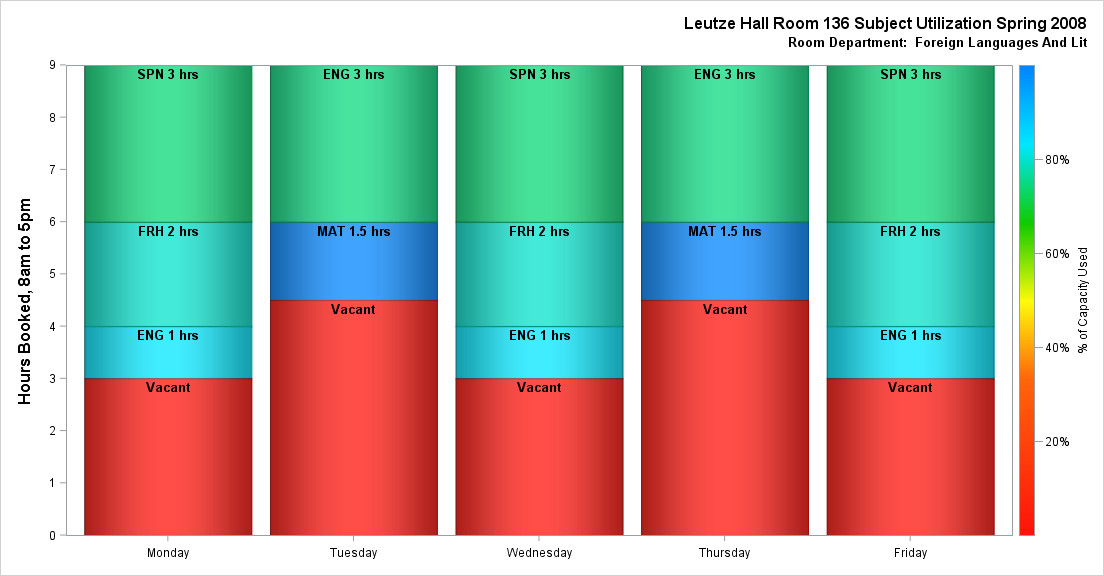 Leutze Hall Room 136 Subject Utilization Spring 2008
Room Department:  Foreign Languages And Lit
Hours Booked, 8am to 5pm
9
8
7
6
5
4
3
2
1
0
SPN 3 hrs
FRH 2 hrs
ENG 1 hrs
Vacant
ENG 3 hrs
MAT 1.5 hrs
Vacant
SPN 3 hrs
FRH 2 hrs
ENG 1 hrs
Vacant
ENG 3 hrs
MAT 1.5 hrs
Vacant
SPN 3 hrs
FRH 2 hrs
ENG 1 hrs
Vacant
Monday
Tuesday
Wednesday
Thursday
Friday
80%
60%
40%
20%
% of Capacity Used